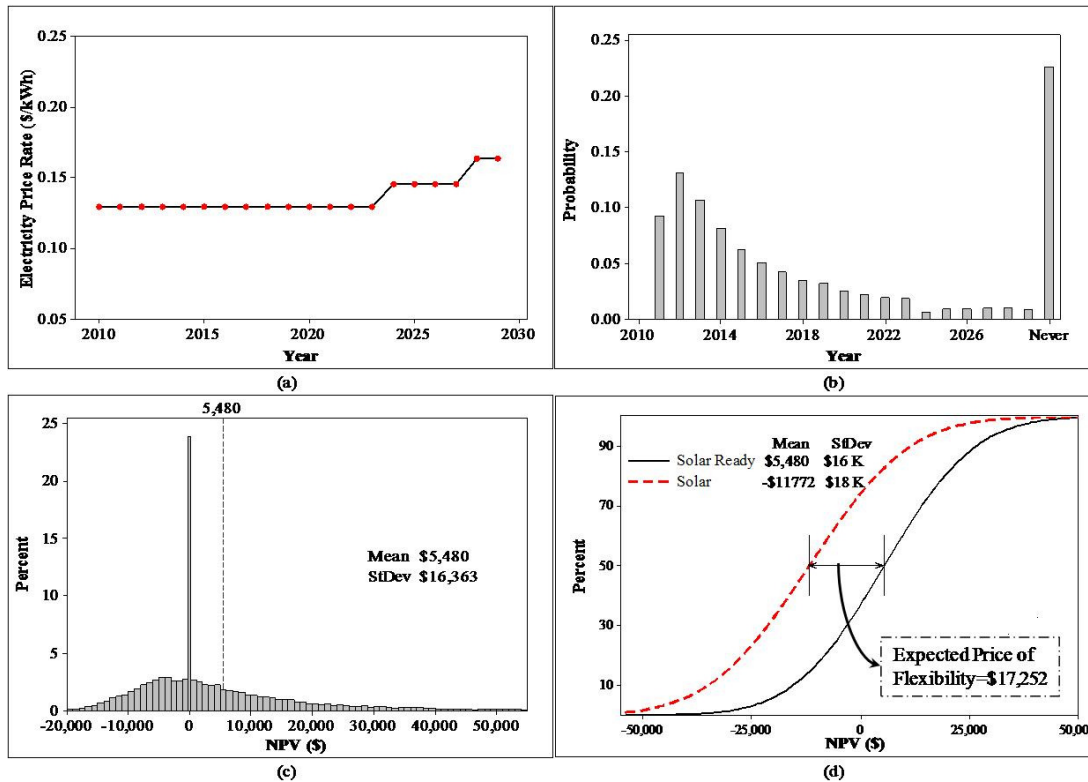 0.25
0.20
0.15
0.10
0.05
Electricity Price Rate ($/kWh)
2010 2015 2020 2025 2030
Year
(a)
0.25
0.20
0.15
0.10
0.05
0.00
Probability
2010 2014 2018 2022 2026 Never
Year
(b)
5,480
25
20
15
10
5
0
Percent
Mean $5,480
StDev $16,363
-20,000 -10,000 0 10,000 20,000 30,000 40,000 50,000
NPV ($)
(c)
90
70
50
30
10
Percent
Mean StDev
Solar Ready $5,480 $16 K
Solar -$11772 $18 K
Expected Price of
Flexibility=$17,252
-50,000 -25,000 0 25,000 50,000
NPV ($)
(d)